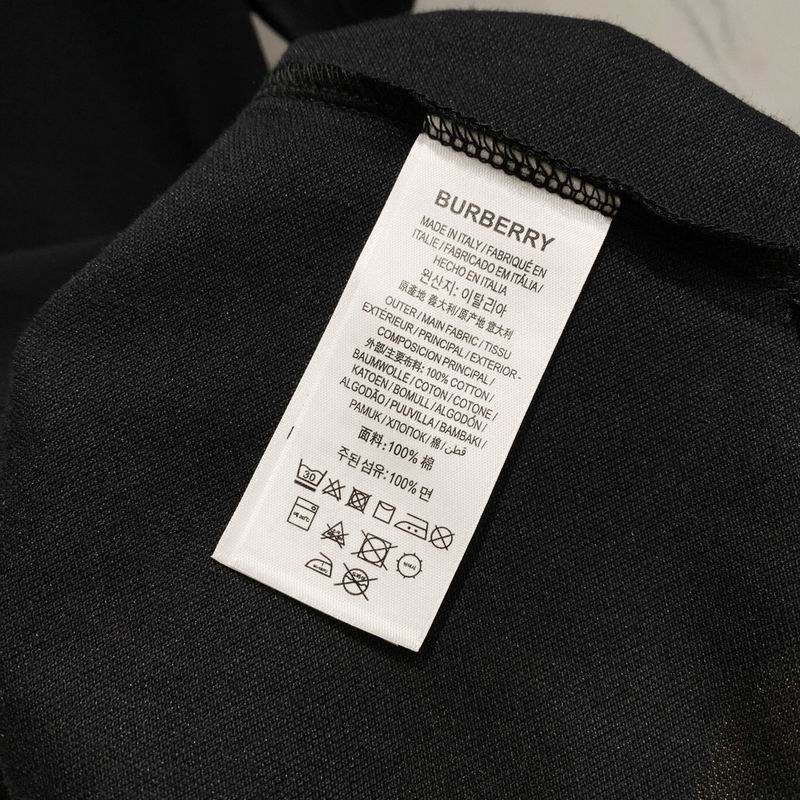 BURBERRY
MADE IN ITALY / FABRIQUÉ EN
ITALIE / FABRICADO EM ITÁLIA /
HECHO EN ITALIA
원산지: 이탈리아
原產地 義大利/原产地 意大利
OUTER / MAIN FABRIC / TISSU
EXTÉRIEUR / PRINCIPAL / EXTERIOR -
COMPOSICION PRINCIPAL /
外部/主要布料: 100% COTTON /
BAUMWOLLE / COTON / COTONE /
KATOEN / BOMULL / ALGODÓN /
ALGODÃO / PUUVILLA / BAMBAKI /
PAMUK / ХЛОПОК / 棉 / قطن
面料: 100% 棉
주된 섬유: 100% 면
30